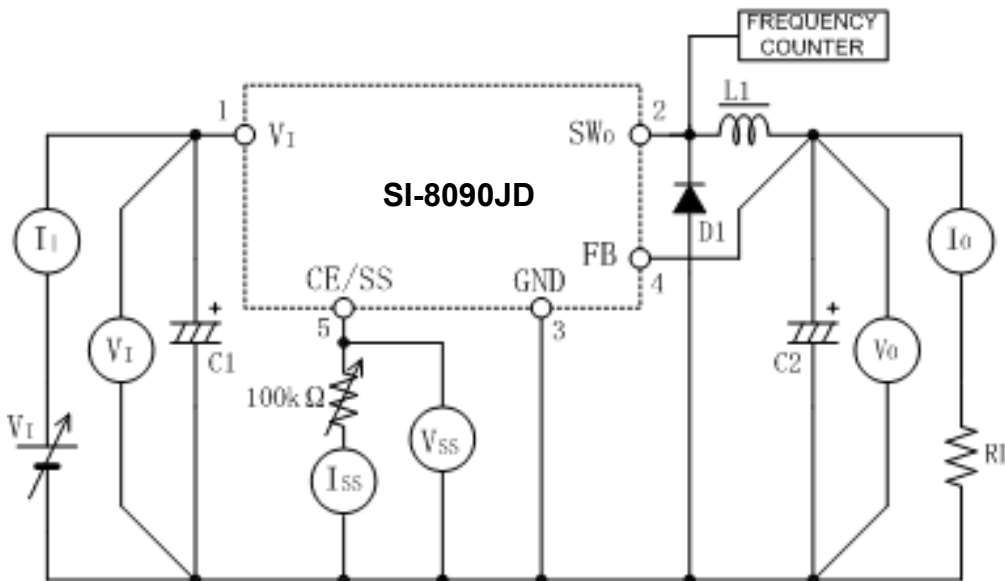 FREQUENCY
COUNTER
1
2
L1
VI
SWO
SI-8090JD
II
D1
IO
FB
4
CE/SS
GND
5
3
VI
C1
C2
VO
100kΩ
VI
VSS
ISS
Rl